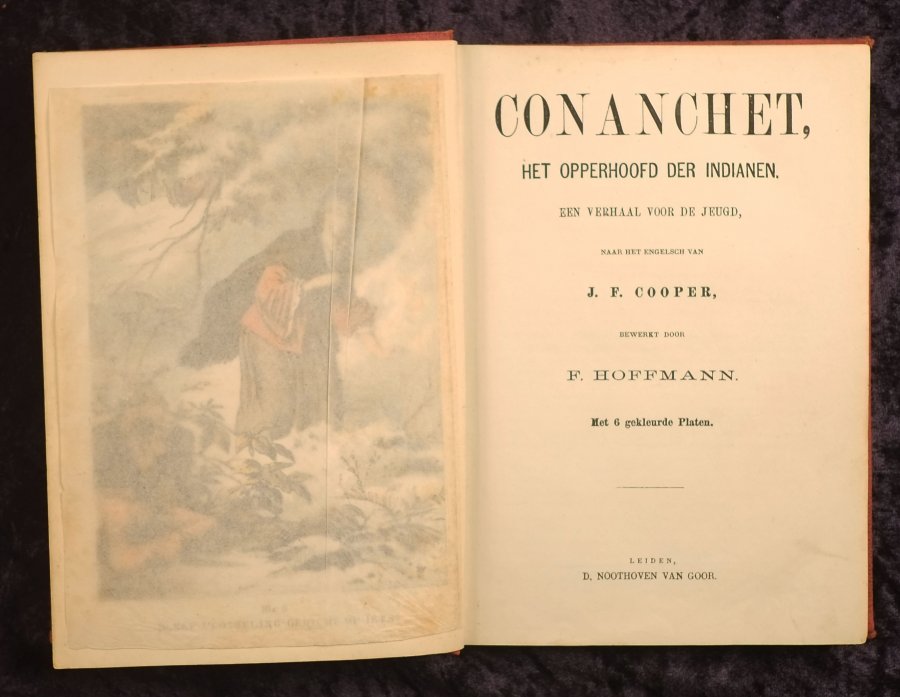 CONANCHET,
HET OPPERHOOFD DER INDIANEN.
EEN VERHAAL VOOR DE JEUGD,
NAAR HET ENGELSCH VAN
J. F. COOPER,
BEWERKT DOOR
F. HOFFMANN.
Met 6 gekleurde Platen.
LEIDEN,
D. NOOTHOVEN VAN GOOR.